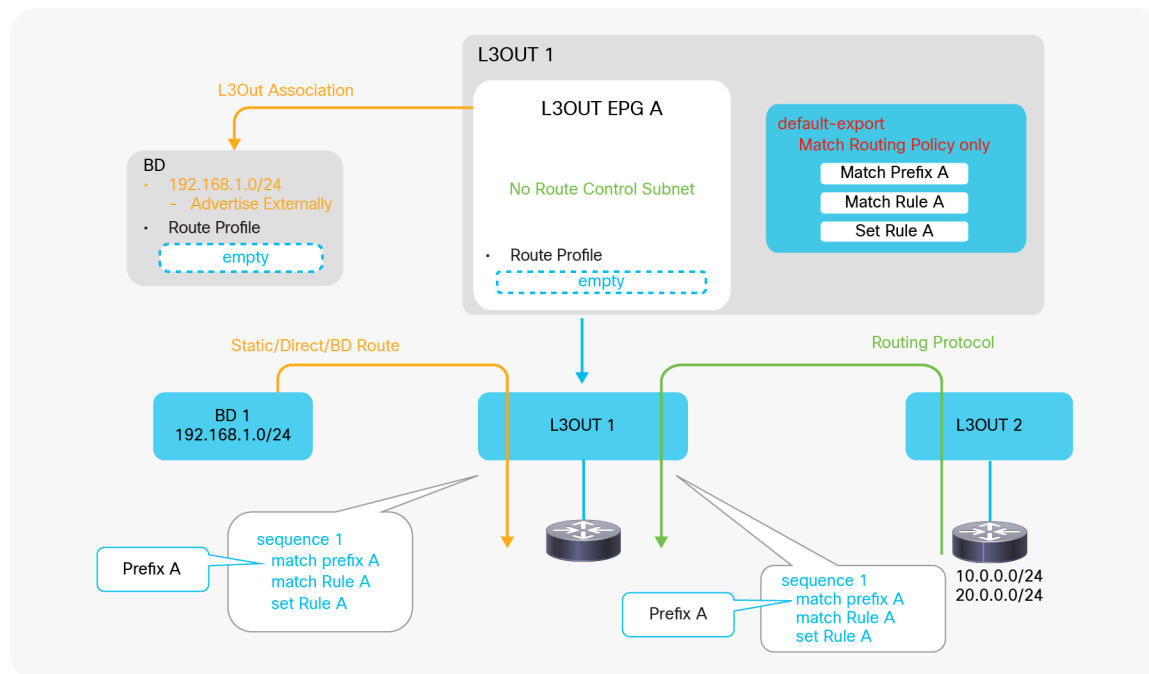 L3OUT 1
L3Out Association
L3OUT EPG A
default-export
Match Routing Policy only
Match Prefix A
Match Rule A
Set Rule A
BD
· 192.168.1.0/24
- Advertise Externally
· Route Profile
empty
No Route Control Subnet
· Route Profile
empty
Static/Direct/BD Route
Routing Protocol
BD 1
192.168.1.0/24
L3OUT 1
L3OUT 2
Prefix A
sequence 1
match prefix A
match Rule A
set Rule A
Prefix A
sequence 1
match prefix A
match Rule A
set Rule A
10.0.0.0/24
20.0.0.0/24